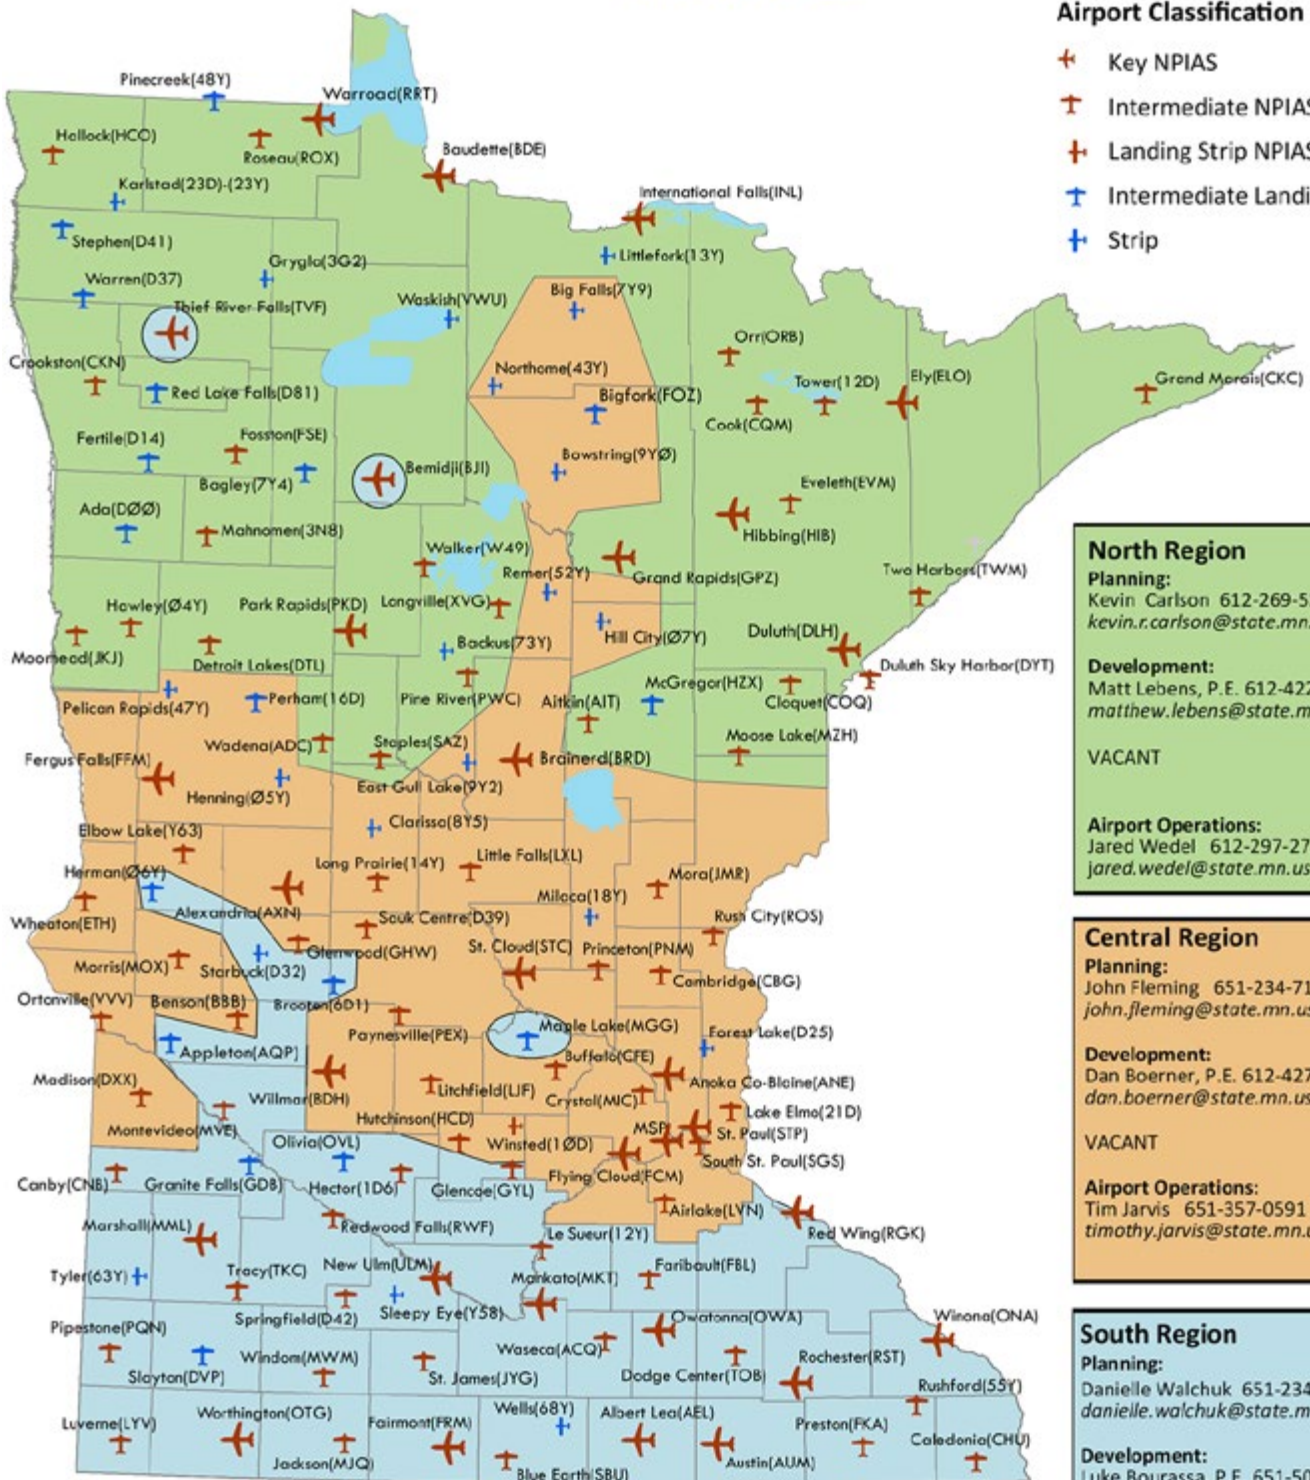 Airport Classification
Key NPIAS
Intermediate NPIAS
Landing Strip NPIAS
Intermediate Landi
Strip
Pinecreek(48Y)
Warroad(RRT)
Hallock(HCO)
Roseau(ROX)
Baudette(BDE)
Karlstad(23D)-(23Y)
International Falls(INL)
Stephen(D41)
Littlefork(13Y)
Grygla(3G2)
Warren(D37)
Big Falls(7Y9)
Waskish(VWU)
Thief River Falls(TVF)
Orr(ORB)
Crookston(CKN)
Northome(43Y)
Ely(ELO)
Grand Marais(CKC)
Tower(12D)
Red Lake Falls(D81)
Bigfork(FOZ)
Cook(CQM)
Fertile(D14)
Fosston(FSE)
Bowstring(9YØ)
Bemidji(BJI)
Bagley(7Y4)
Eveleth(EVM)
Ada(DØØ)
Mahnomen(3N8)
Hibbing(HIB)
Walker(W49)
Remer(52Y)
Grand Rapids(GPZ)
Two Harbors(TWM)
Hawley(Ø4Y)
Park Rapids(PKD)
Longville(XVG)
Hill City(Ø7Y)
Duluth(DLH)
Backus(73Y)
Moorhead(JKJ)
Detroit Lakes(DTL)
Duluth Sky Harbor(DYT)
McGregor(HZX)
Perham(16D)
Pine River(PWC)
Aitkin(AIT)
Cloquet(COQ)
Pelican Rapids(47Y)
Moose Lake(MZH)
Wadena(ADC)
Staples(SAZ)
Fergus Falls(FFM)
Brainerd(BRD)
East Gull Lake(9Y2)
Henning(Ø5Y)
Clarissa(8Y5)
Elbow Lake(Y63)
Little Falls(LXL)
Long Prairie(14Y)
Herman(Ø6Y)
Mora(JMR)
Milaca(18Y)
Alexandria(AXN)
Sauk Centre(D39)
Rush City(ROS)
Wheaton(ETH)
St. Cloud(STC)
Princeton(PNM)
Glenwood(GHW)
Morris(MOX)
Starbuck(D32)
Cambridge(CBG)
Ortonville(VVV)
Benson(BBB)
Brooten(6D1)
Maple Lake(MGG)
Paynesville(PEX)
Forest Lake(D25)
Appleton(AQP)
Buffalo(CFE)
Madison(DXX)
Anoka Co-Blaine(ANE)
Litchfield(LJF)
Willmar(BDH)
Crystal(MIC)
Lake Elmo(21D)
Hutchinson(HCD)
Montevideo(MVE)
MSP
St. Paul(STP)
Olivia(OVL)
Winsted(1ØD)
South St. Paul(SGS)
Flying Cloud(FCM)
Canby(CNB)
Granite Falls(GDB)
Hector(1D6)
Glencoe(GYL)
Airlake(LVN)
Marshall(MML)
Redwood Falls(RWF)
Le Sueur(12Y)
Red Wing(RGK)
New Ulm(ULM)
Faribault(FBL)
Tyler(63Y)
Tracy(TKC)
Mankato(MKT)
Springfield(D42)
Sleepy Eye(Y58)
Owatonna(OWA)
Winona(ONA)
Pipestone(PQN)
Waseca(ACQ)
Windom(MWM)
Rochester(RST)
Slayton(DVP)
St. James(JYG)
Dodge Center(TOB)
Rushford(55Y)
Luverne(LYV)
Worthington(OTG)
Fairmont(FRM)
Wells(68Y)
Albert Lea(AEL)
Preston(FKA)
Caledonia(CHU)
Jackson(MJQ)
Blue Earth(SBU)
Austin(AUM)
North Region
Planning:
Kevin Carlson 612-269-5
kevin.r.carlson@state.mn.
Development:
Matt Lebens, P.E. 612-422
matthew.lebens@state.m
VACANT
Airport Operations:
Jared Wedel 612-297-27
jared.wedel@state.mn.us
Central Region
Planning:
John Fleming 651-234-71
john.fleming@state.mn.us
Development:
Dan Boerner, P.E. 612-427
dan.boerner@state.mn.us
VACANT
Airport Operations:
Tim Jarvis 651-357-0591
timothy.jarvis@state.mn.u
South Region
Planning:
Danielle Walchuk 651-234
danielle.walchuk@state.m
Development:
Luke Bourassa, P.E. 651-50